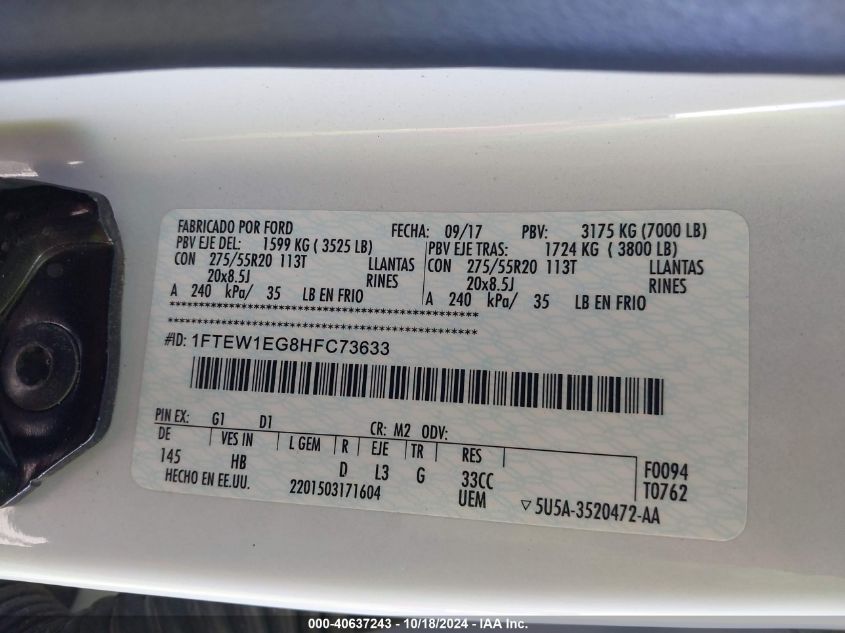 FABRICADO POR FORD FECHA: 09/17 PBV: 3175 KG (7000 LB)
PBV EJE DEL: 1599 KG ( 3525 LB) PBV EJE TRAS: 1724 KG ( 3800 LB)
CON 275/55R20 113T LLANTAS CON 275/55R20 113T LLANTAS
20x8.5J RINES 20x8.5J RINES
A 240 kPa/ 35 LB EN FRIO A 240 kPa/ 35 LB EN FRIO
#ID: 1FTEW1EG8HFC73633
PIN EX: G1 D1 CR: M2 ODV:
DE VES IN L GEM R EJE TR RES
145 HB D L3 G 33CC F0094
HECHO EN EE.UU. 2201503171604 UEM T0762
▽5U5A-3520472-AA
000-40637243 - 10/18/2024 - IAA Inc.